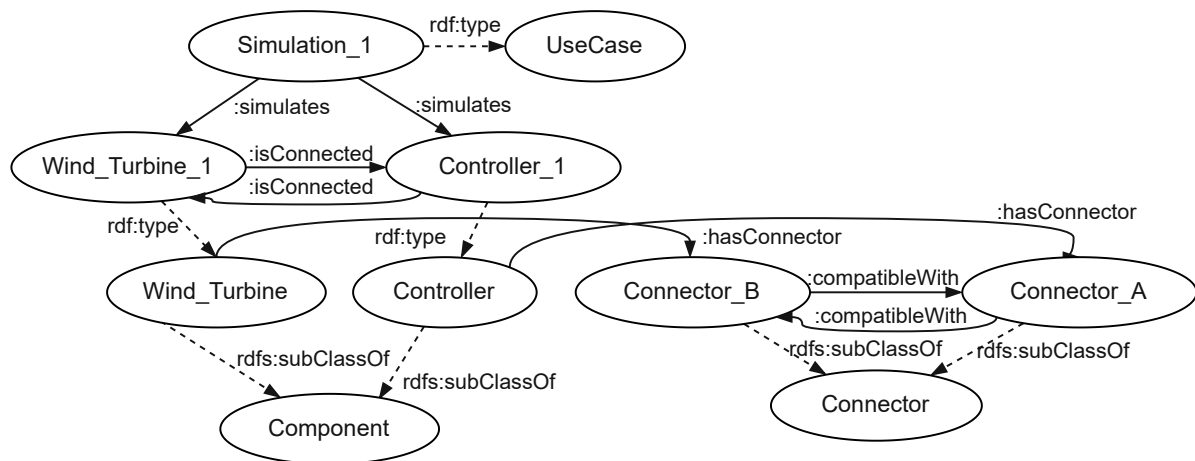 rdf:type
Simulation_1
UseCase
:simulates
:simulates
:isConnected
Wind_Turbine_1
Controller_1
:isConnected
:hasConnector
rdf:type
rdf:type
:hasConnector
:compatibleWith
Wind_Turbine
Controller
Connector_B
Connector_A
:compatibleWith
rdfs:subClassOf
rdfs:subClassOf
rdfs:subClassOf
rdfs:subClassOf
Connector
Component